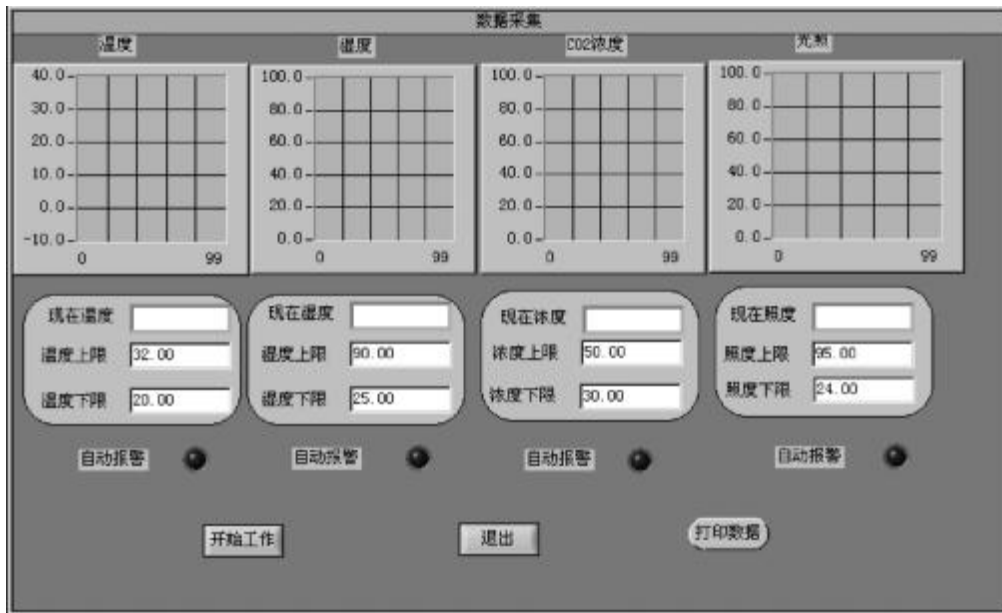 数据采集
温度 湿度 CO2浓度 光照
40.0 100.0 100.0 100.0
30.0 80.0 80.0 80.0
20.0 60.0 60.0 60.0
10.0 40.0 40.0 40.0
0.0 20.0 20.0 20.0
-10.0 0.0 0.0 0.0
0 99 0 99 0 99 0 99
现在温度 现在湿度 现在浓度 现在照度
温度上限 32.00 湿度上限 90.00 浓度上限 50.00 照度上限 95.00
温度下限 20.00 湿度下限 25.00 浓度下限 30.00 照度下限 24.00
自动报警 自动报警 自动报警 自动报警
开始工作 退出 打印数据